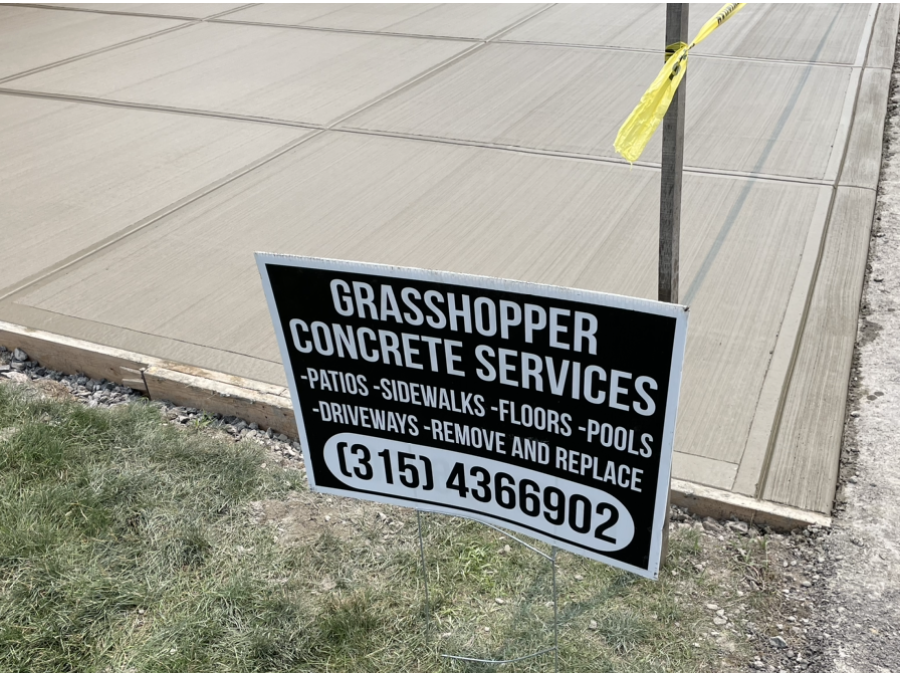 GRASSHOPPER
CONCRETE SERVICES
-PATIOS -SIDEWALKS -FLOORS -POOLS
-DRIVEWAYS -REMOVE AND REPLACE
(315) 4366902